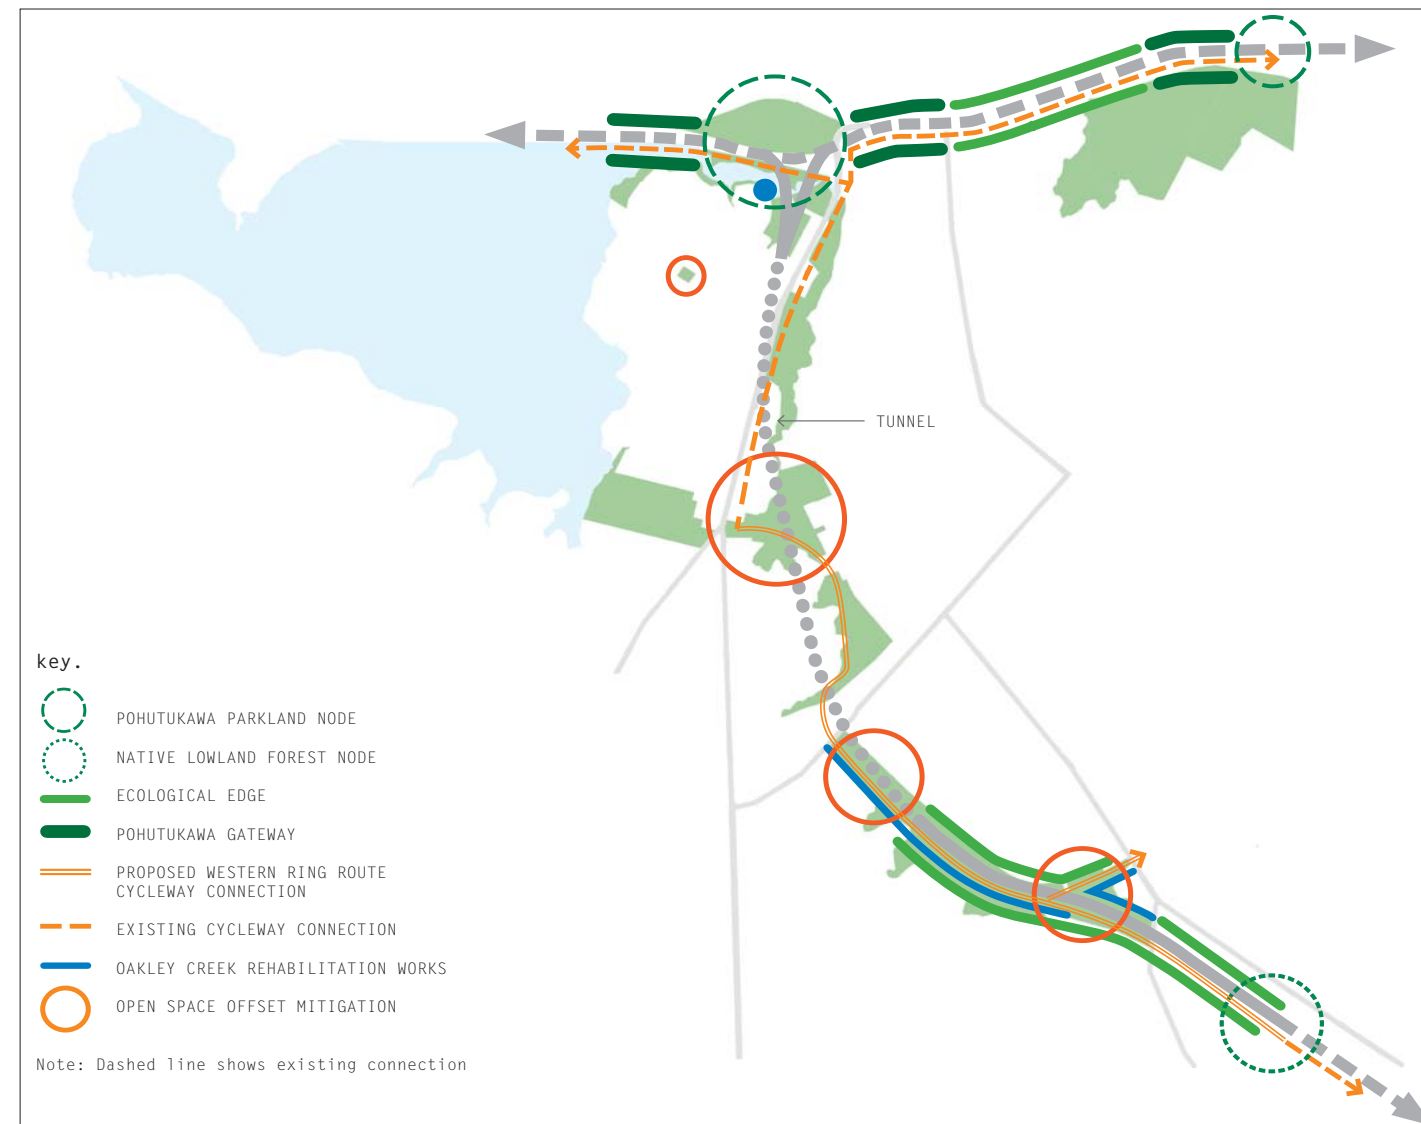 TUNNEL
key.
POHUTUKAWA PARKLAND NODE
NATIVE LOWLAND FOREST NODE
ECOLOGICAL EDGE
POHUTUKAWA GATEWAY
PROPOSED WESTERN RING ROUTE
CYCLEWAY CONNECTION
EXISTING CYCLEWAY CONNECTION
OAKLEY CREEK REHABILITATION WORKS
OPEN SPACE OFFSET MITIGATION
Note: Dashed line shows existing connection